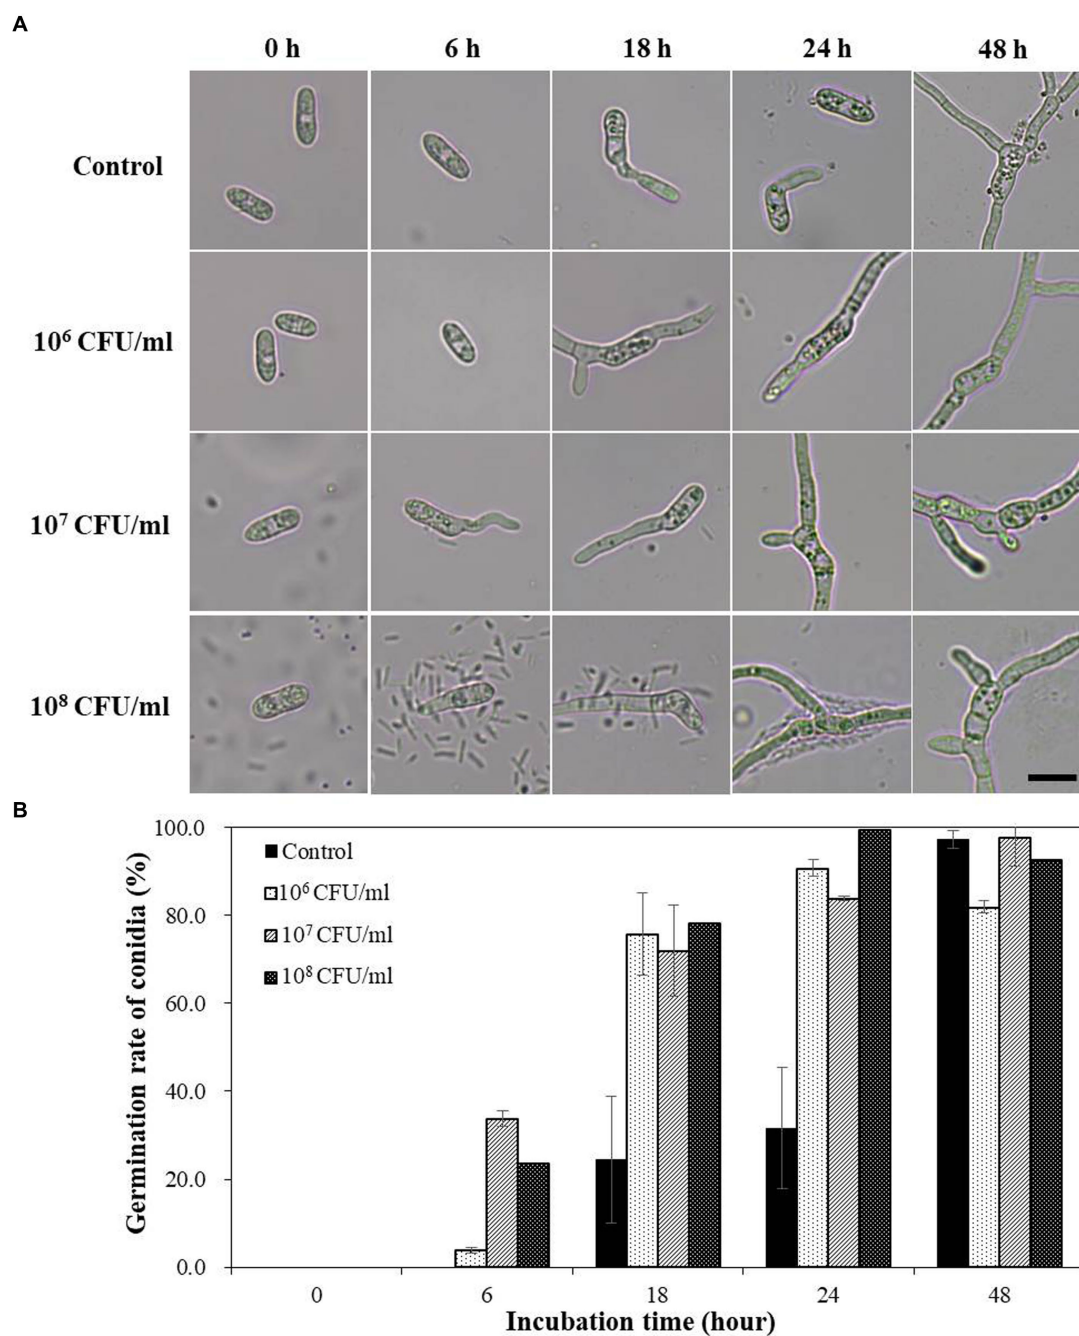 A
0 h 6 h 18 h 24 h 48 h
Control
10⁶ CFU/ml
10⁷ CFU/ml
10⁸ CFU/ml
B
100.0
80.0
60.0
40.0
20.0
0.0
Germination rate of conidia (%)
Control
10⁶ CFU/ml
10⁷ CFU/ml
10⁸ CFU/ml
0 6 18 24 48
Incubation time (hour)